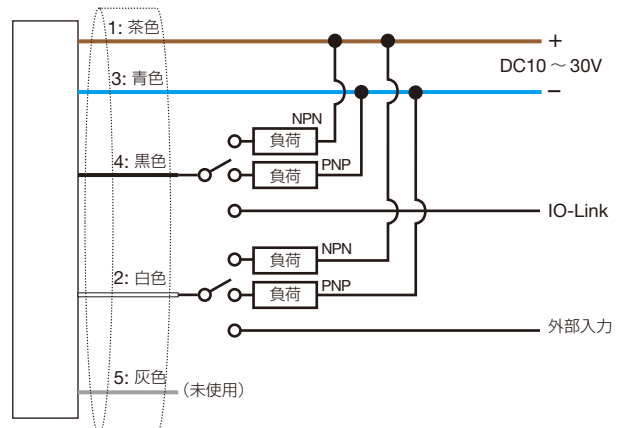 1: 茶色
+
DC10～30V
3: 青色
−
NPN
負荷
4: 黒色
PNP
負荷
IO-Link
NPN
負荷
2: 白色
PNP
負荷
外部入力
5: 灰色
（未使用）